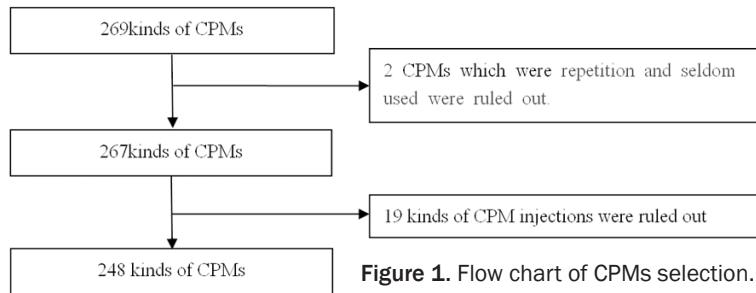 269kinds of CPMs
2 CPMs which were repetition and seldom
used were ruled out.
267kinds of CPMs
19 kinds of CPM injections were ruled out
248 kinds of CPMs
Figure 1. Flow chart of CPMs selection.